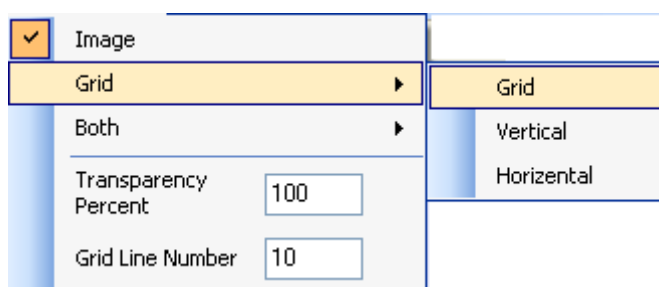 Image
Grid
Both
Transparency
Percent
100
Grid Line Number
10
Grid
Vertical
Horizental